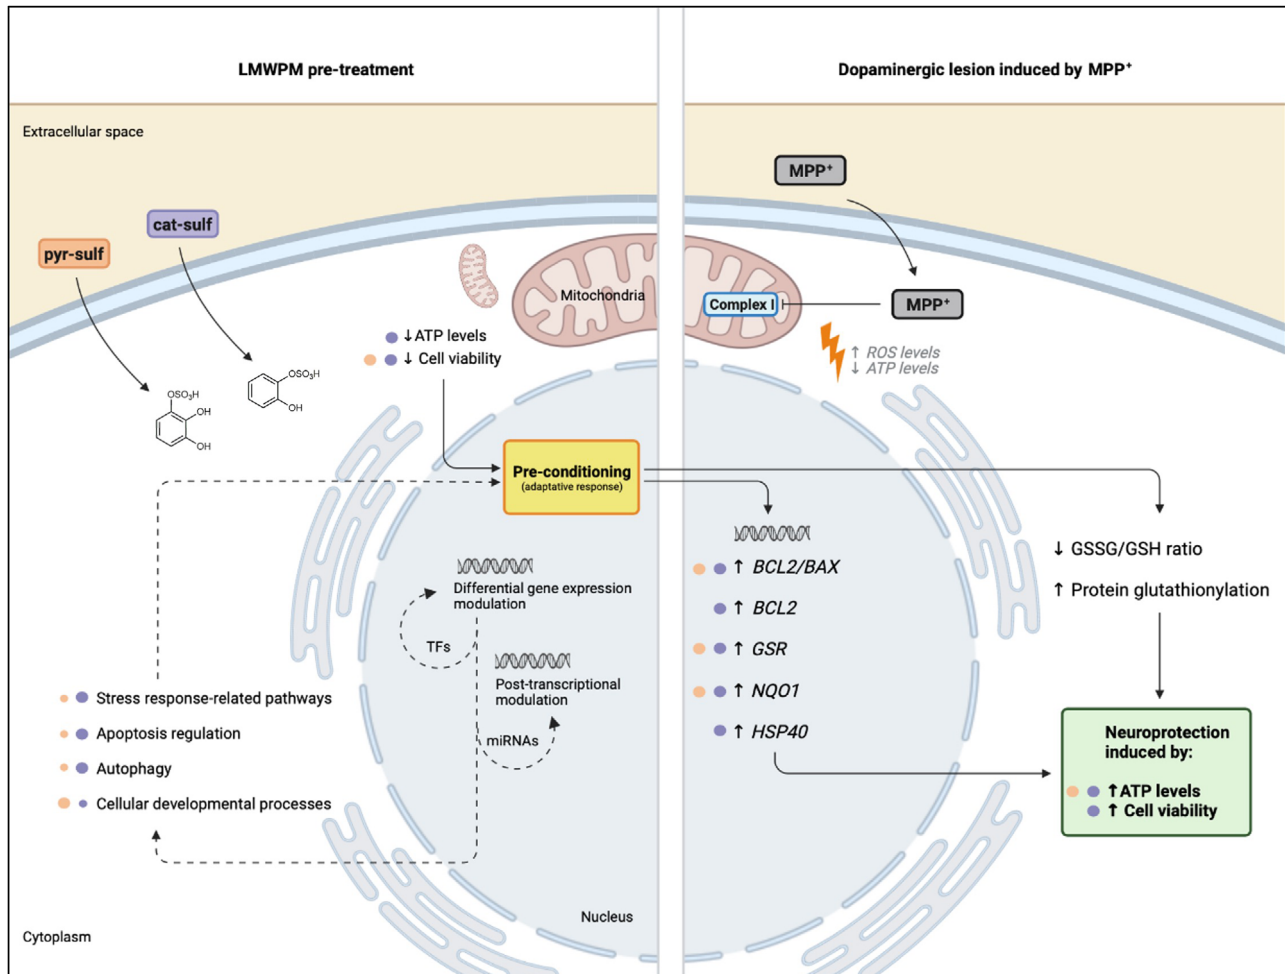 LMWPM pre-treatment
Dopaminergic lesion induced by MPP⁺
Extracellular space
MPP⁺
cat-sulf
pyr-sulf
Mitochondria
Complex I
MPP⁺
↓ATP levels
↓ Cell viability
↑ ROS levels
↓ ATP levels
OSO₃H
OH
OSO₃H
OH
OH
Pre-conditioning
(adaptative response)
Differential gene expression
modulation
TFs
Post-transcriptional
modulation
miRNAs
Stress response-related pathways
Apoptosis regulation
Autophagy
Cellular developmental processes
↑ BCL2/BAX
↑ BCL2
↑ GSR
↑ NQO1
↑ HSP40
↓ GSSG/GSH ratio
↑ Protein glutathionylation
Neuroprotection
induced by:
↑ATP levels
↑ Cell viability
Nucleus
Cytoplasm